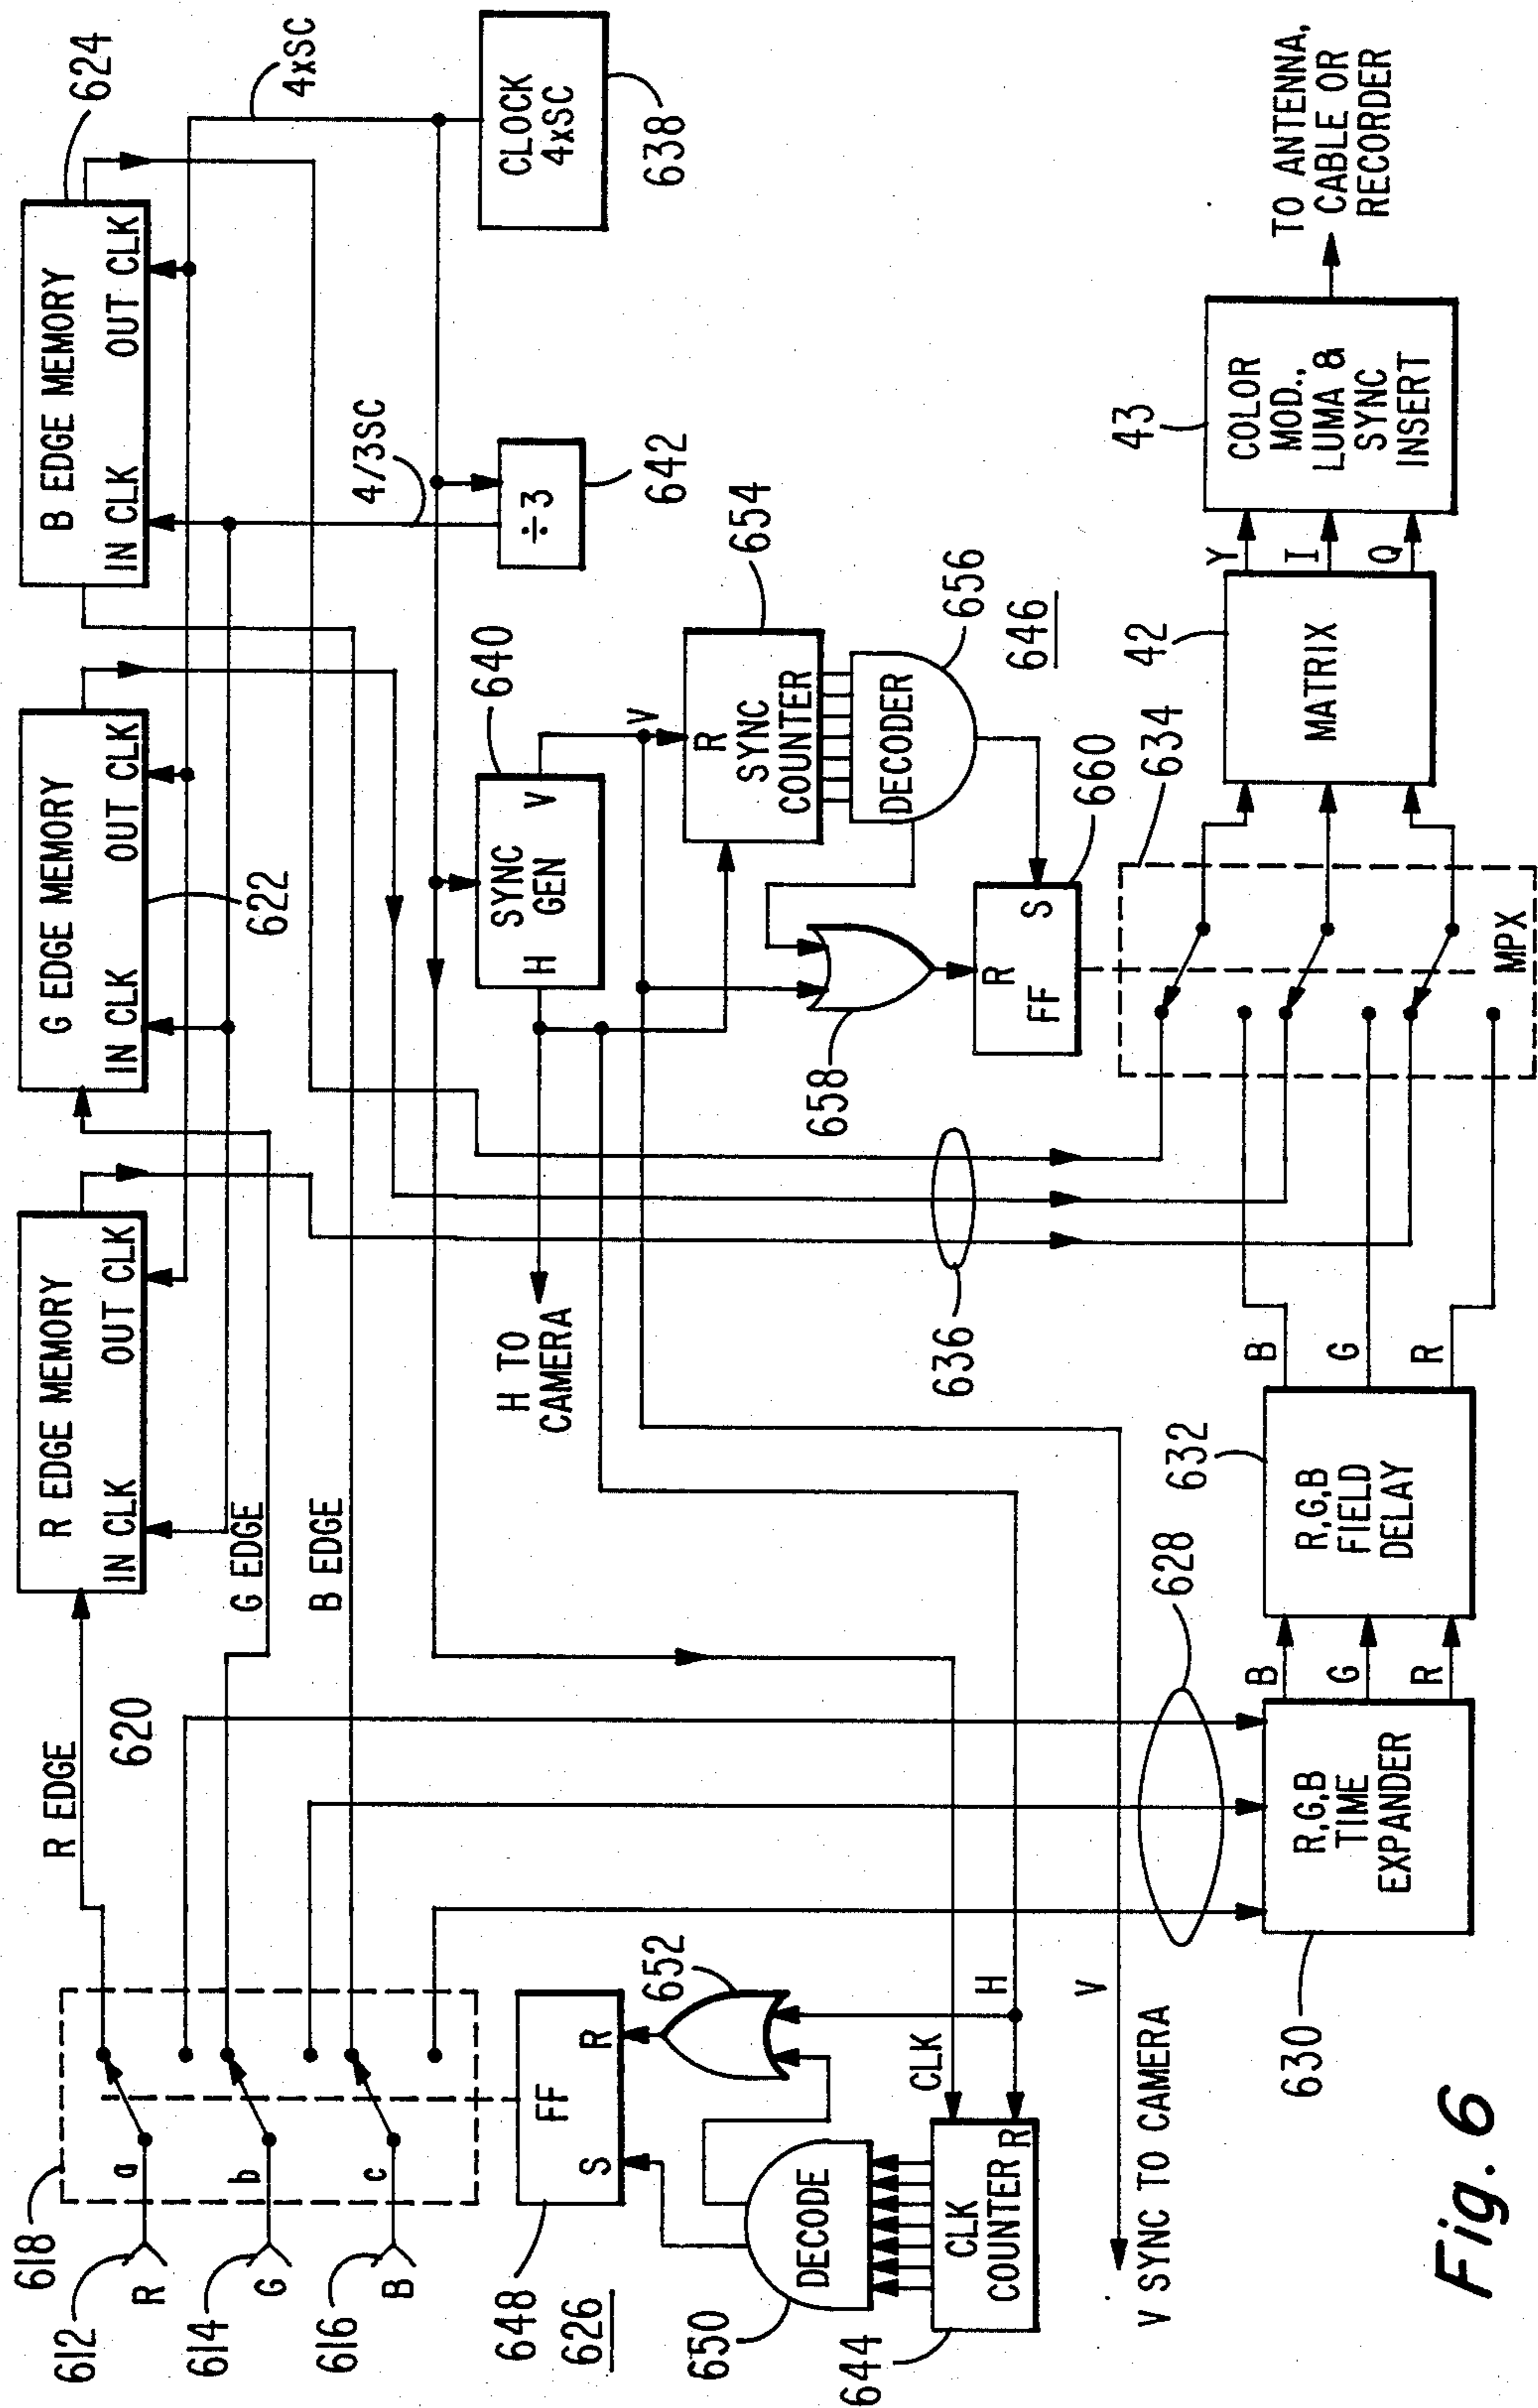 618
612
R
a
614
G
b
616
B
c
R EDGE
620
G EDGE
B EDGE
R EDGE MEMORY
IN CLK
OUT CLK
G EDGE MEMORY
IN CLK
OUT CLK
622
B EDGE MEMORY
IN CLK
OUT CLK
624
4xSC
4/3SC
CLOCK
4xSC
638
÷3
642
648
626
FF
S
R
652
650
DECODE
644
CLK
COUNTER
R
CLK
H
V
V SYNC TO CAMERA
H TO
CAMERA
SYNC
GEN
H
V
640
V
R
SYNC
COUNTER
654
DECODER
656
646
658
R
S
FF
660
636
628
630
R,G,B
TIME
EXPANDER
B
G
R
632
R,G,B
FIELD
DELAY
B
G
R
634
MPX
42
MATRIX
Y
I
Q
43
COLOR
MOD.,
LUMA &
SYNC
INSERT
TO ANTENNA,
CABLE OR
RECORDER
Fig. 6